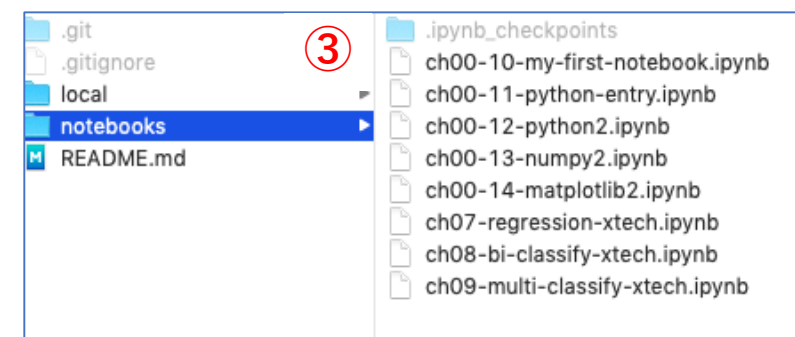 .git
.gitignore
③
local
notebooks
M README.md
.ipynb_checkpoints
ch00-10-my-first-notebook.ipynb
ch00-11-python-entry.ipynb
ch00-12-python2.ipynb
ch00-13-numpy2.ipynb
ch00-14-matplotlib2.ipynb
ch07-regression-xtech.ipynb
ch08-bi-classify-xtech.ipynb
ch09-multi-classify-xtech.ipynb